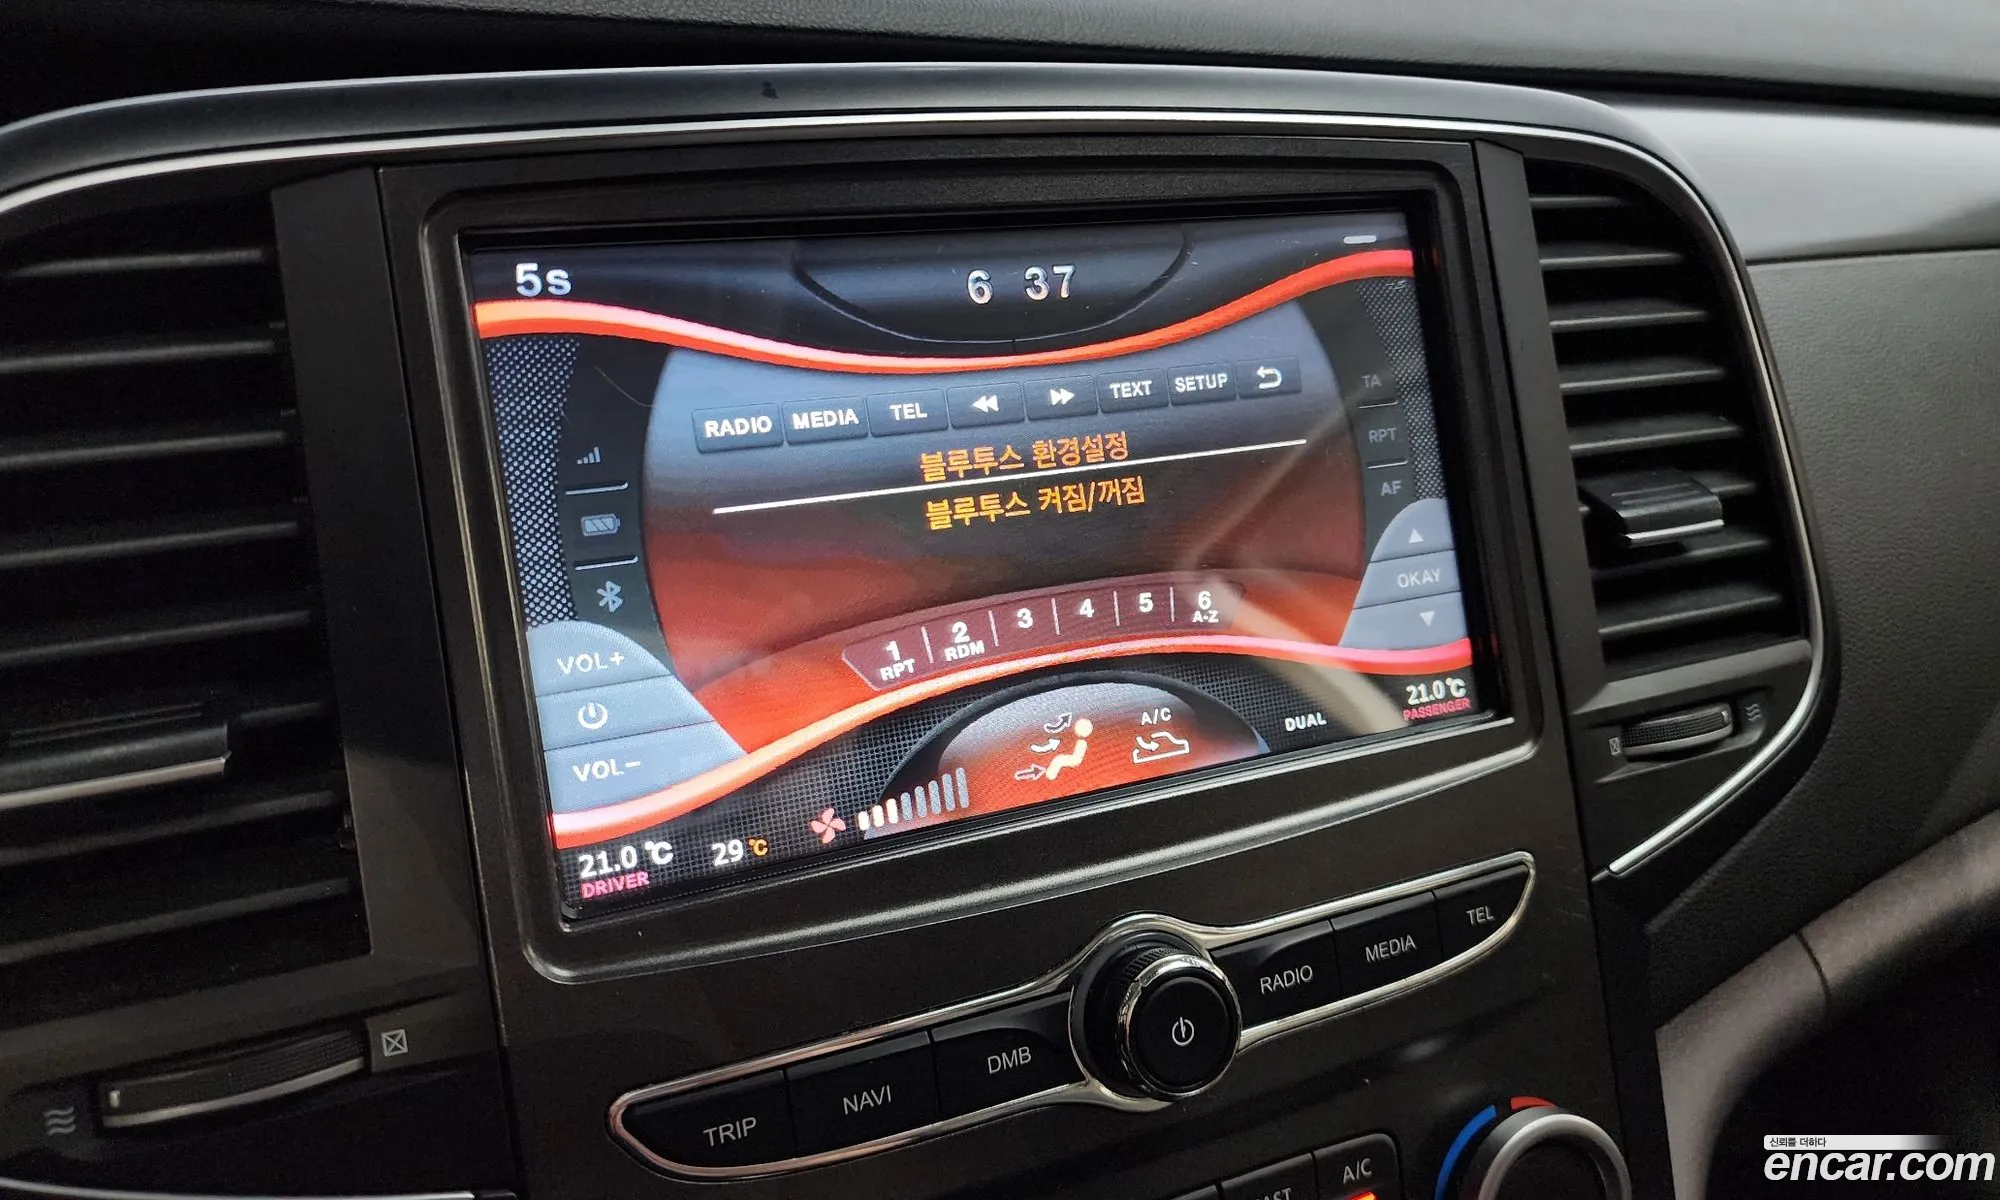 5s
6 37
RADIO MEDIA TEL TEXT SETUP
블루투스 환경설정
블루투스 켜짐/꺼짐
TA
RPT
AF
OKAY
1 2 3 4 5 6
RPT RDM A-Z
VOL+
VOL-
A/C
DUAL
21.0℃
PASSENGER
21.0℃
DRIVER
29℃
TRIP NAVI DMB RADIO MEDIA TEL
A/C
신뢰를 더하다
encar.com